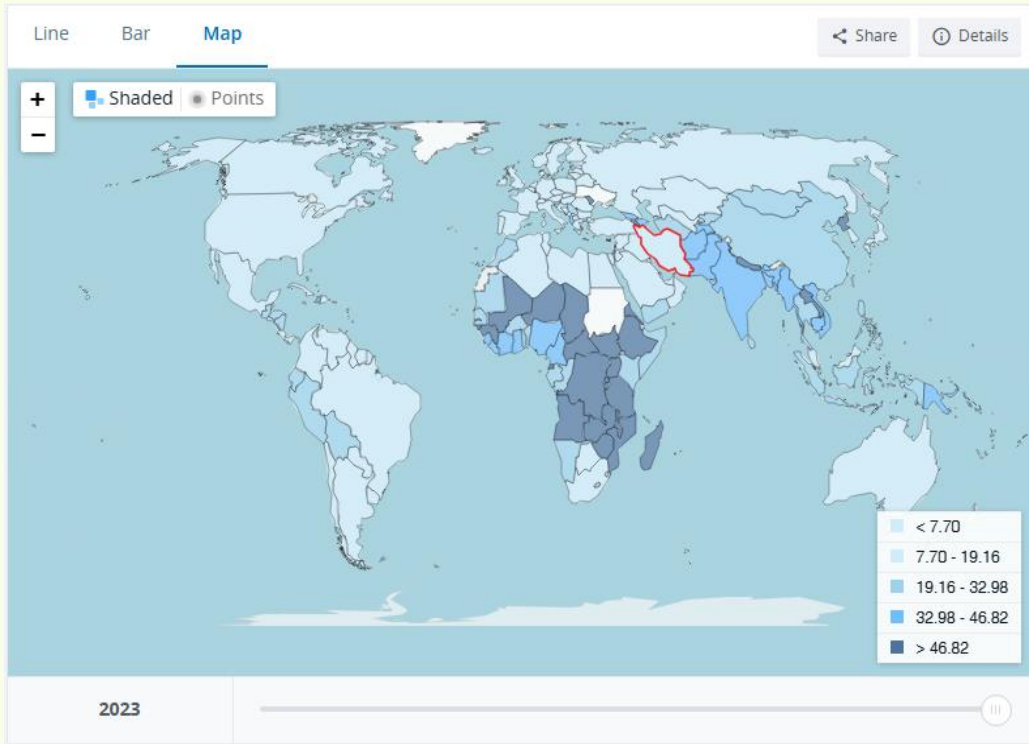 Line Bar Map Share Details
+ Shaded Points
−
< 7.70
7.70 - 19.16
19.16 - 32.98
32.98 - 46.82
> 46.82
2023